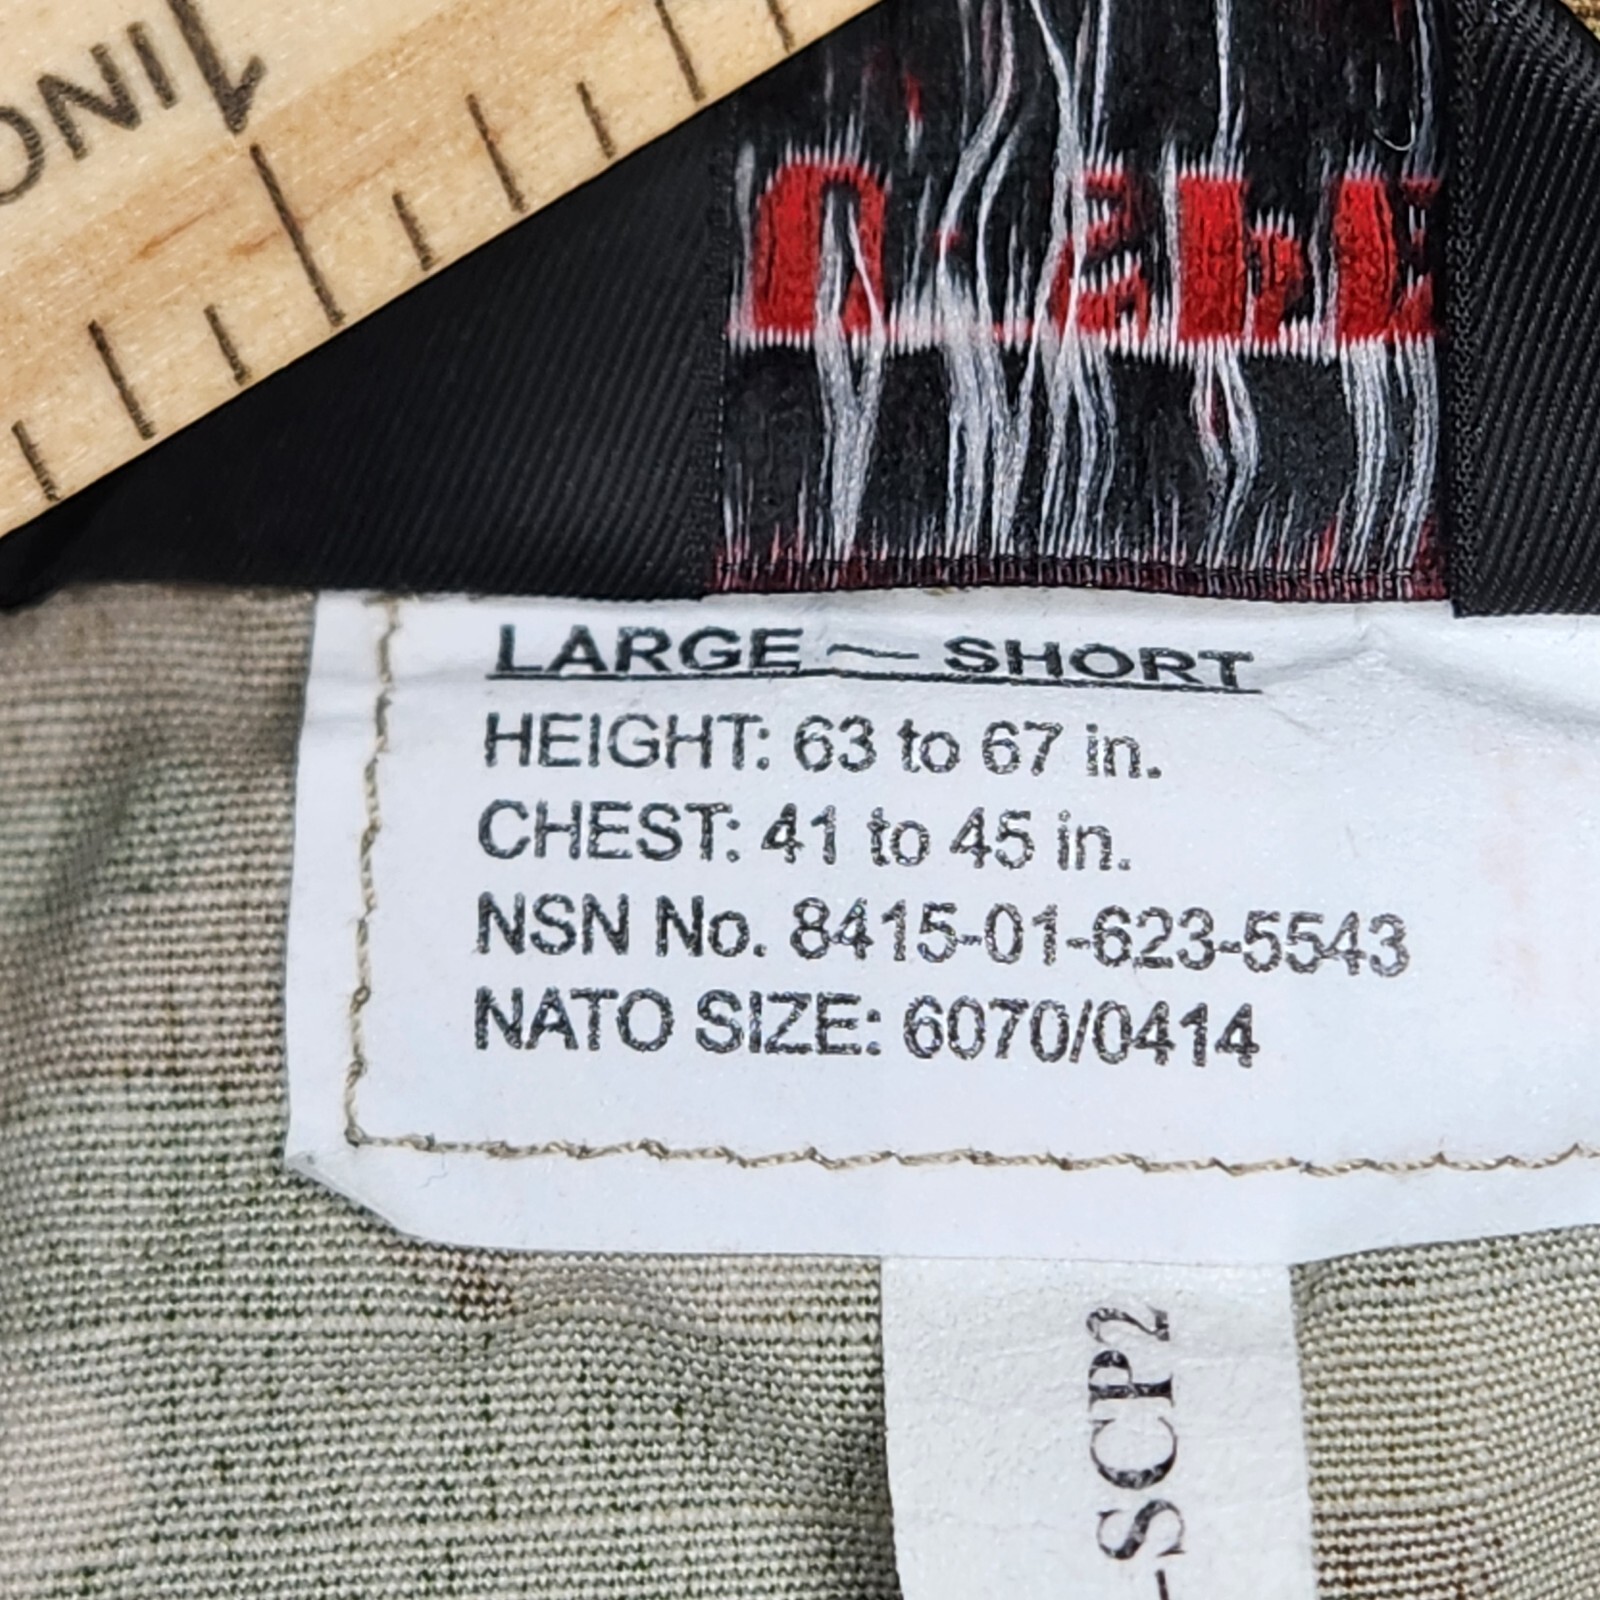 1INC
LARGE — SHORT
HEIGHT: 63 to 67 in.
CHEST: 41 to 45 in.
NSN No. 8415-01-623-5543
NATO SIZE: 6070/0414
-SCP2